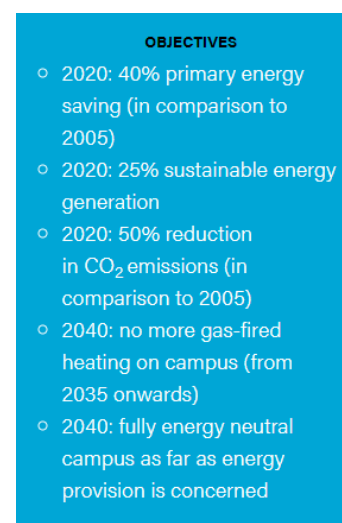 OBJECTIVES
2020: 40% primary energy
saving (in comparison to
2005)
2020: 25% sustainable energy
generation
2020: 50% reduction
in CO₂ emissions (in
comparison to 2005)
2040: no more gas-fired
heating on campus (from
2035 onwards)
2040: fully energy neutral
campus as far as energy
provision is concerned